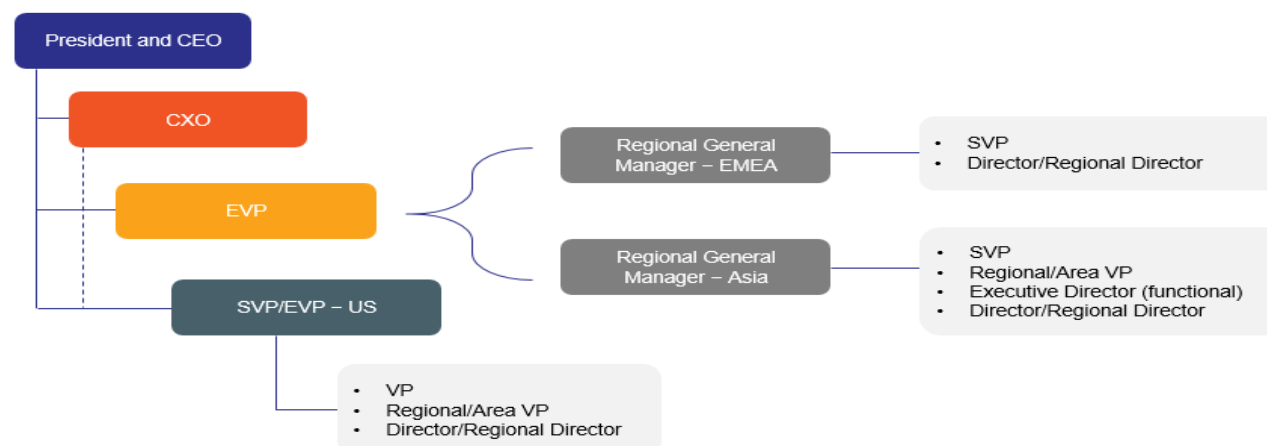 President and CEO
CXO
EVP
SVP/EVP – US
• VP
• Regional/Area VP
• Director/Regional Director
Regional General
Manager – EMEA
• SVP
• Director/Regional Director
Regional General
Manager – Asia
• SVP
• Regional/Area VP
• Executive Director (functional)
• Director/Regional Director